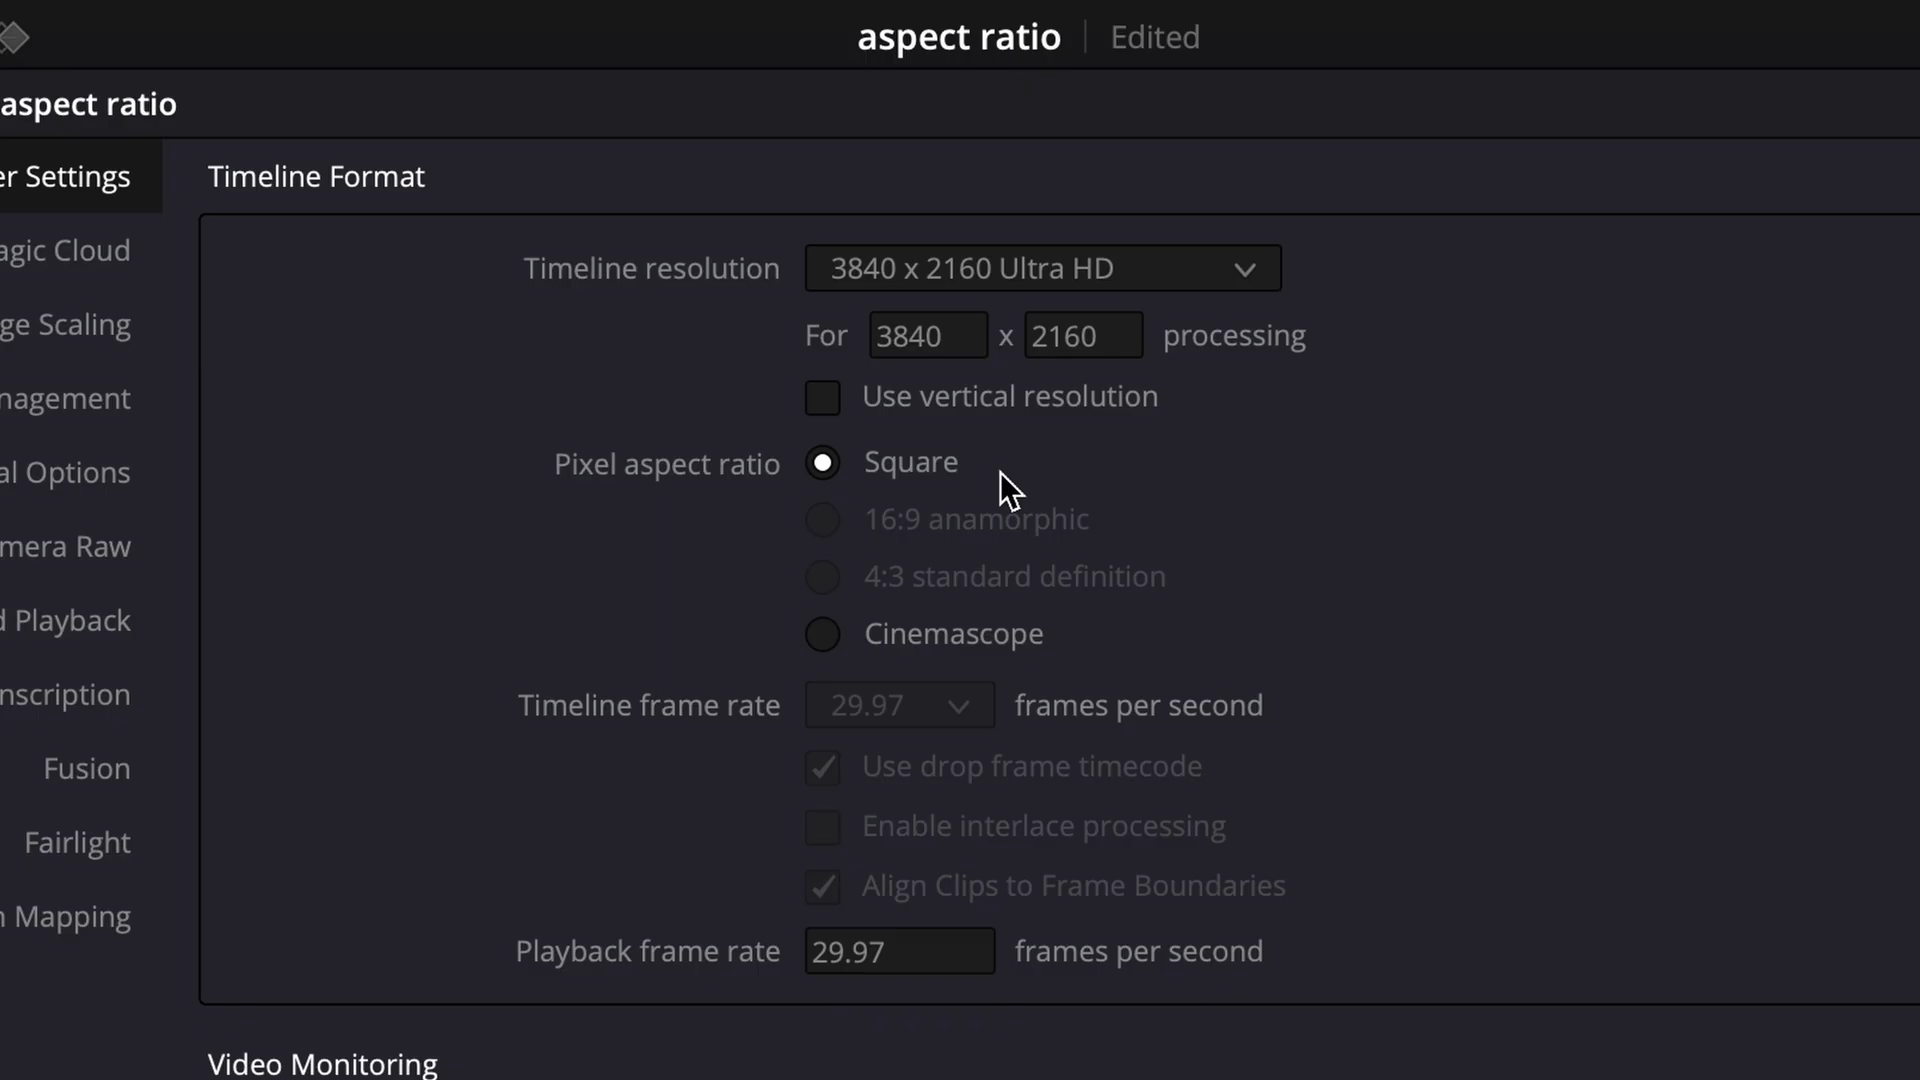 aspect ratio Edited
aspect ratio
er Settings
agic Cloud
ge Scaling
nagement
al Options
mera Raw
d Playback
nscription
Fusion
Fairlight
n Mapping
Timeline Format
Timeline resolution 3840 x 2160 Ultra HD
For 3840 x 2160 processing
Use vertical resolution
Pixel aspect ratio Square
16:9 anamorphic
4:3 standard definition
Cinemascope
Timeline frame rate 29.97 frames per second
Use drop frame timecode
Enable interlace processing
Align Clips to Frame Boundaries
Playback frame rate 29.97 frames per second
Video Monitoring